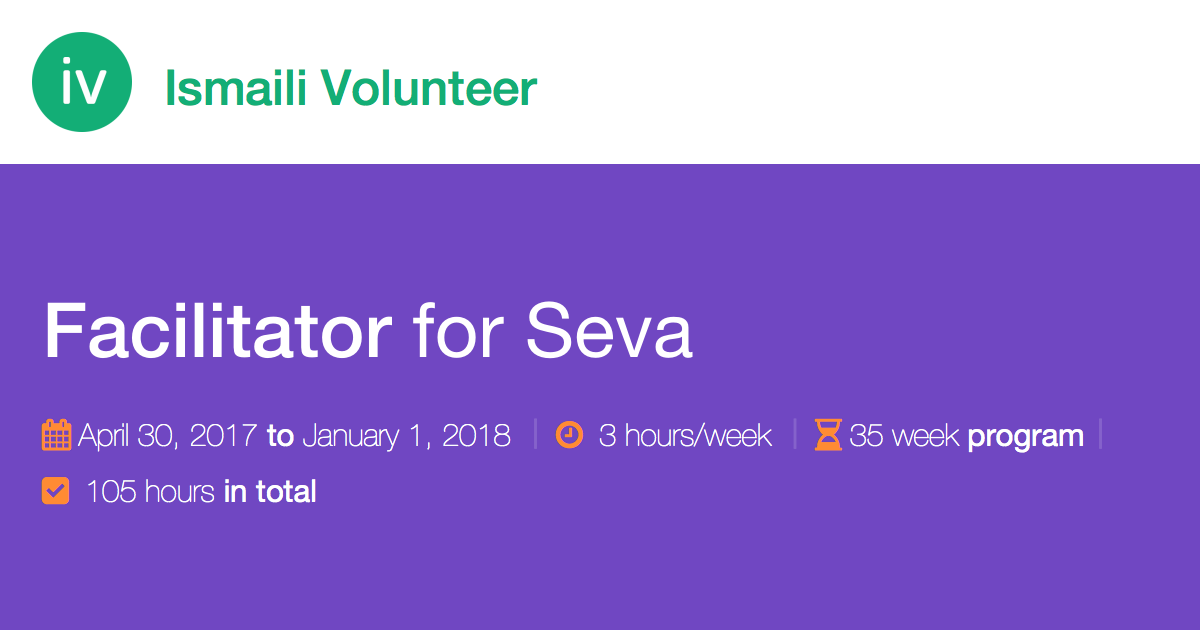 iv Ismaili Volunteer
Facilitator for Seva
April 30, 2017 to January 1, 2018 | 3 hours/week | 35 week program |
105 hours in total